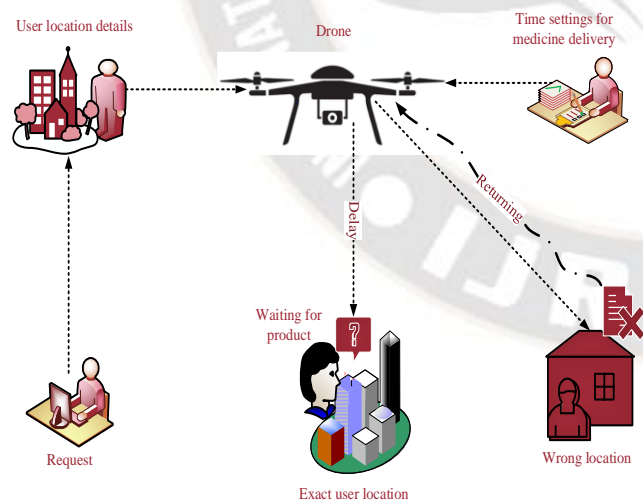 User location details
Drone
Time settings for
medicine delivery
Returning
Delay
Waiting for
product
?
Request
Exact user location
Wrong location